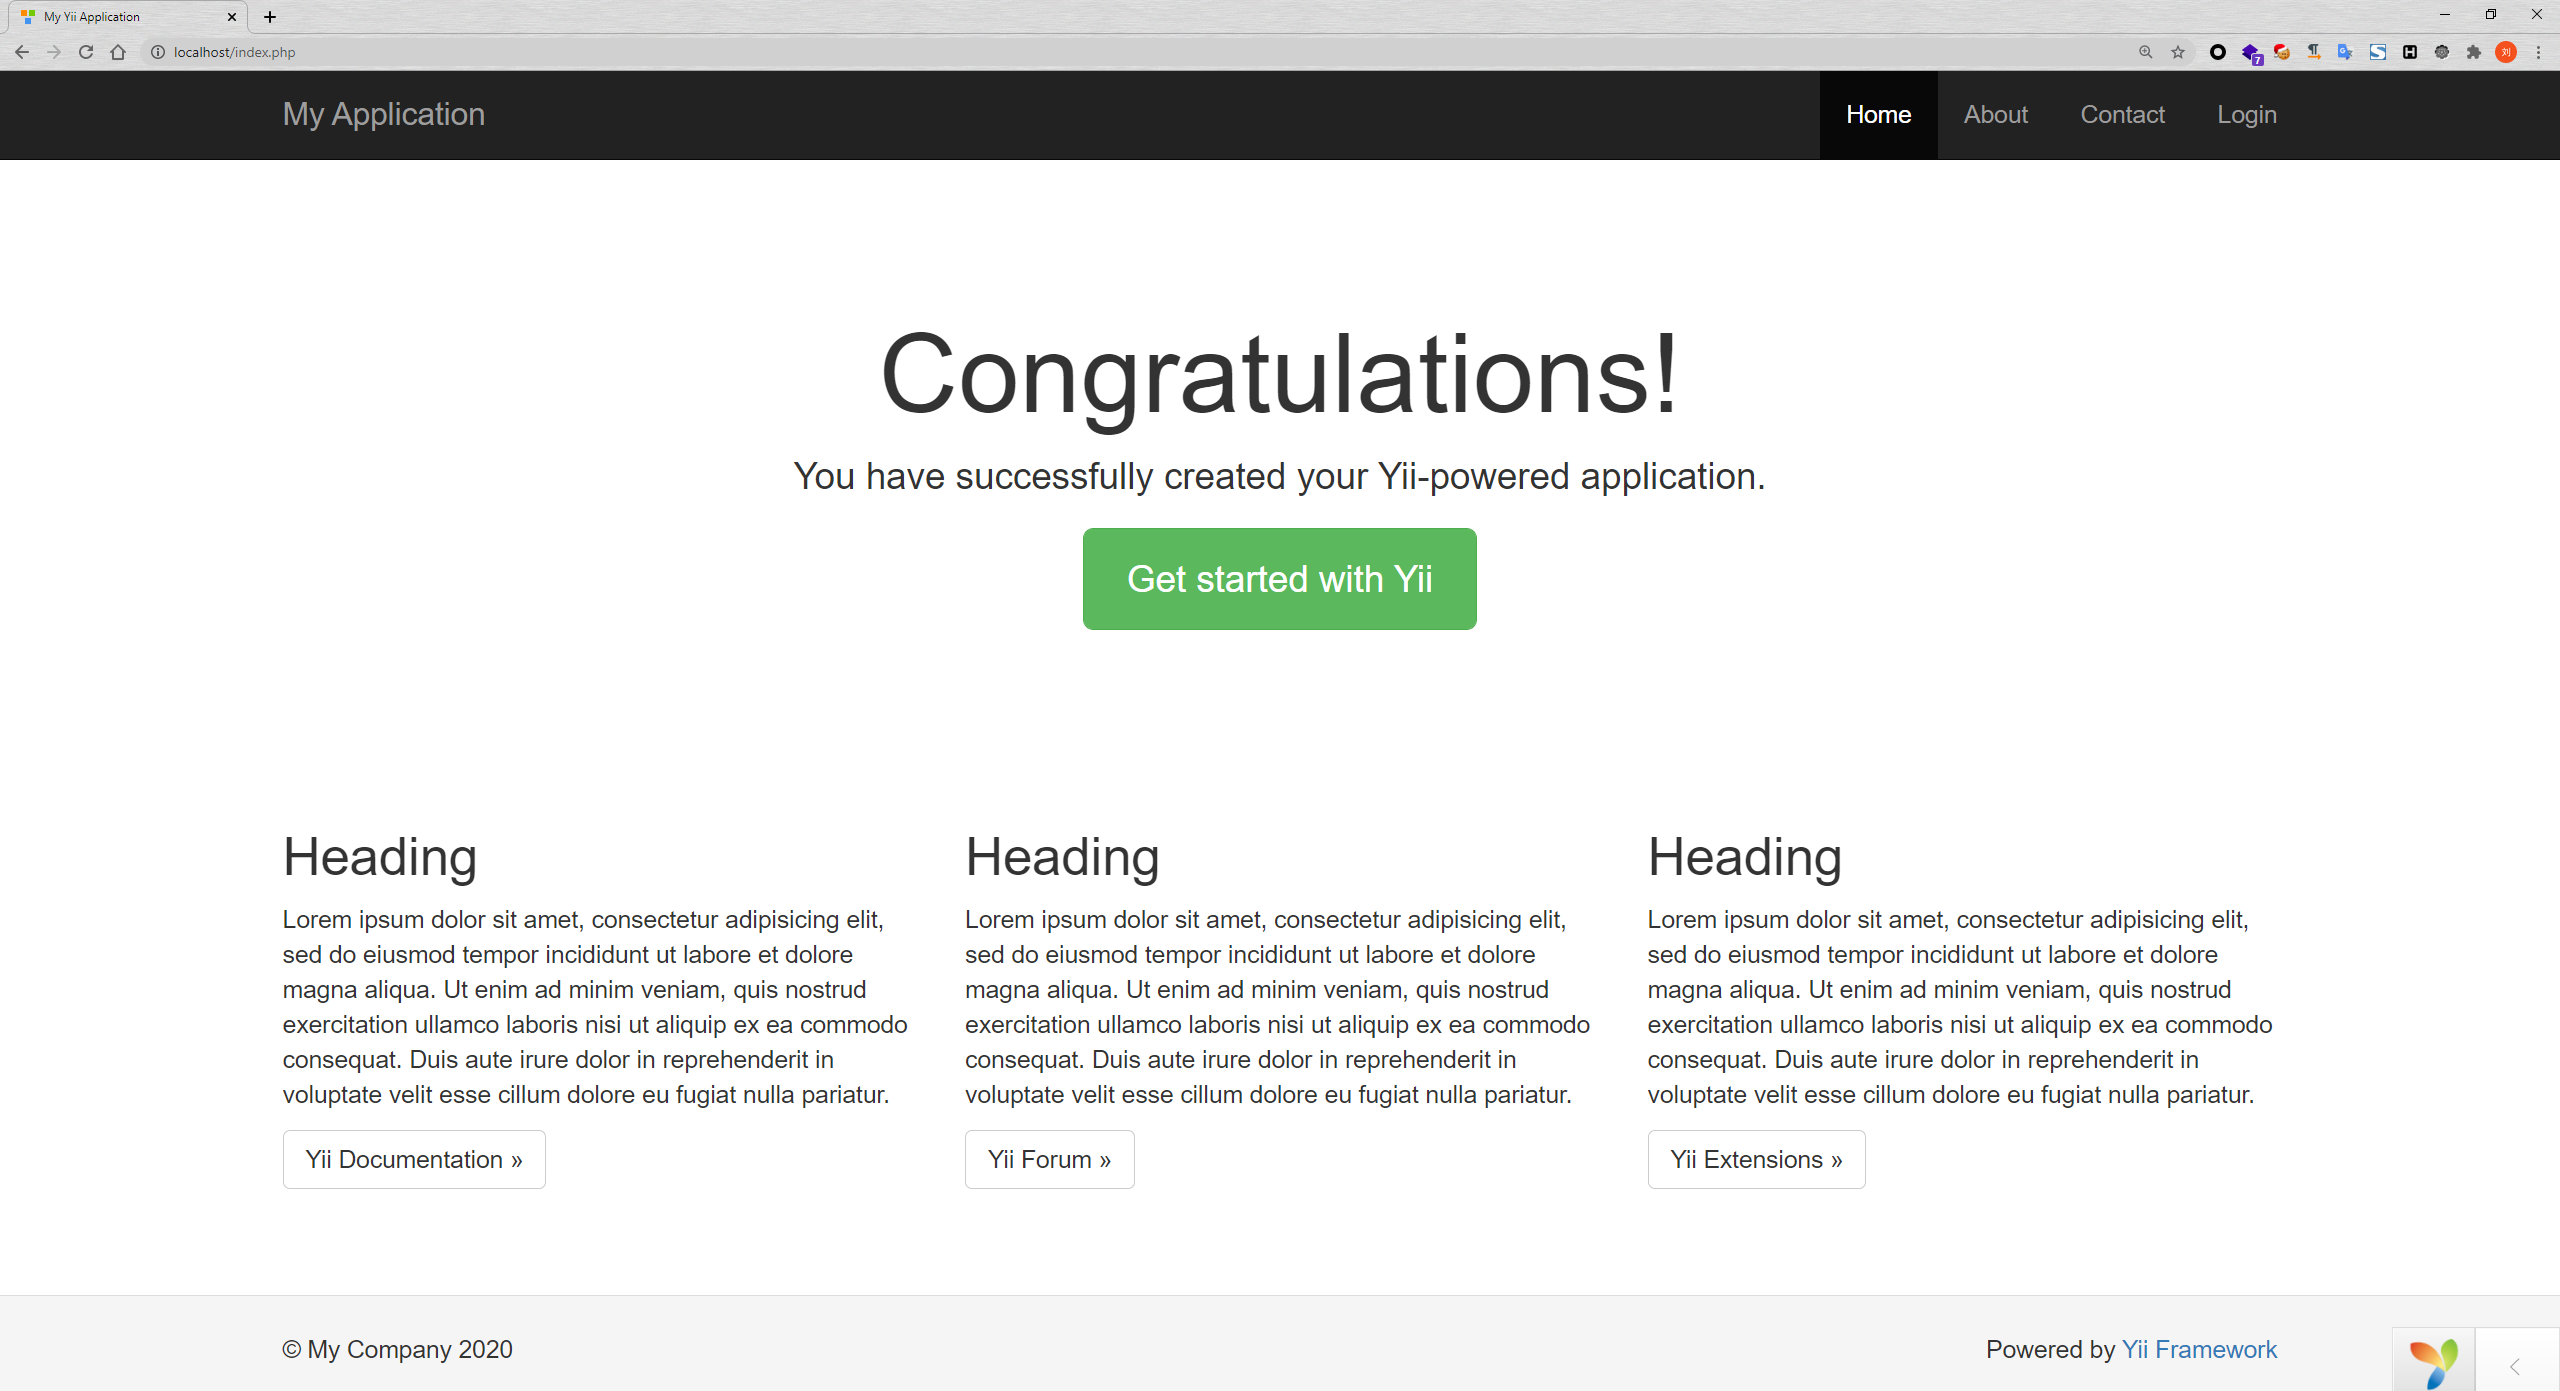 My Yii Application
localhost/index.php
7
刘
My Application
Home
About
Contact
Login
Congratulations!
You have successfully created your Yii-powered application.
Get started with Yii
Heading
Lorem ipsum dolor sit amet, consectetur adipisicing elit,
sed do eiusmod tempor incididunt ut labore et dolore
magna aliqua. Ut enim ad minim veniam, quis nostrud
exercitation ullamco laboris nisi ut aliquip ex ea commodo
consequat. Duis aute irure dolor in reprehenderit in
voluptate velit esse cillum dolore eu fugiat nulla pariatur.
Yii Documentation »
Heading
Lorem ipsum dolor sit amet, consectetur adipisicing elit,
sed do eiusmod tempor incididunt ut labore et dolore
magna aliqua. Ut enim ad minim veniam, quis nostrud
exercitation ullamco laboris nisi ut aliquip ex ea commodo
consequat. Duis aute irure dolor in reprehenderit in
voluptate velit esse cillum dolore eu fugiat nulla pariatur.
Yii Forum »
Heading
Lorem ipsum dolor sit amet, consectetur adipisicing elit,
sed do eiusmod tempor incididunt ut labore et dolore
magna aliqua. Ut enim ad minim veniam, quis nostrud
exercitation ullamco laboris nisi ut aliquip ex ea commodo
consequat. Duis aute irure dolor in reprehenderit in
voluptate velit esse cillum dolore eu fugiat nulla pariatur.
Yii Extensions »
© My Company 2020
Powered by Yii Framework